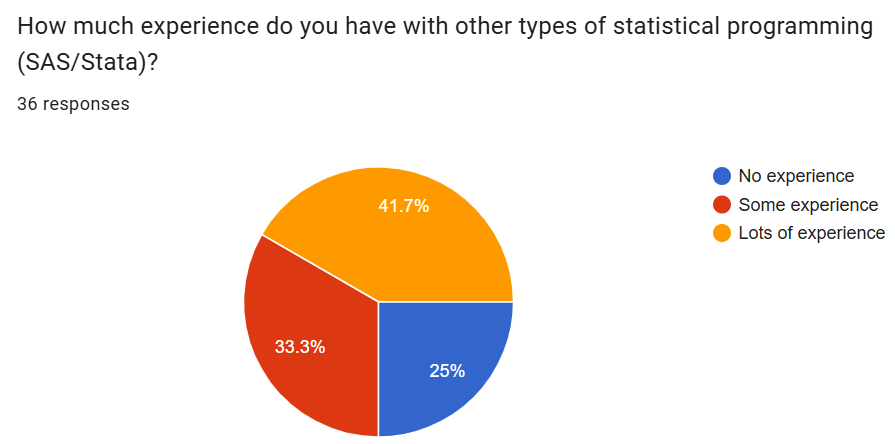 How much experience do you have with other types of statistical programming
(SAS/Stata)?
36 responses
No experience
Some experience
Lots of experience
41.7%
33.3%
25%